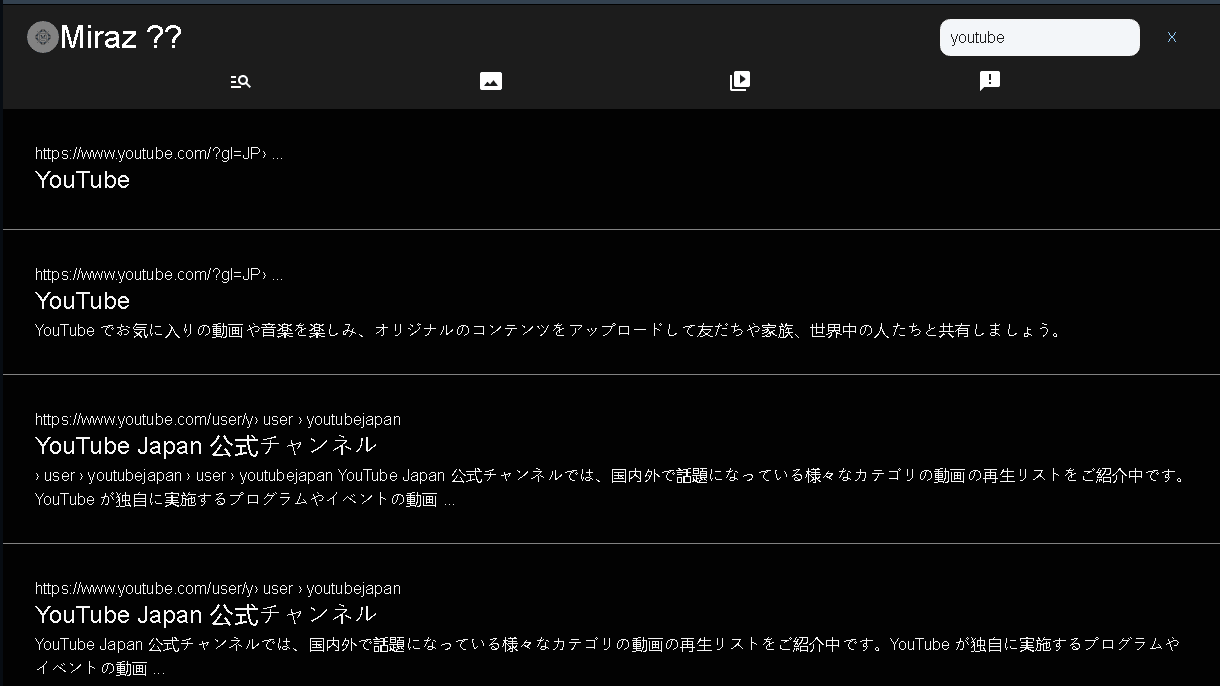 Miraz ??
youtube
X
https://www.youtube.com/?gl=JP› ...
YouTube
https://www.youtube.com/?gl=JP› ...
YouTube
YouTube でお気に入りの動画や音楽を楽しみ、オリジナルのコンテンツをアップロードして友だちや家族、世界中の人たちと共有しましょう。
https://www.youtube.com/user/y› user › youtubejapan
YouTube Japan 公式チャンネル
› user › youtubejapan › user › youtubejapan YouTube Japan 公式チャンネルでは、国内外で話題になっている様々なカテゴリの動画の再生リストをご紹介中です。
YouTube が独自に実施するプログラムやイベントの動画 ...
https://www.youtube.com/user/y› user › youtubejapan
YouTube Japan 公式チャンネル
YouTube Japan 公式チャンネルでは、国内外で話題になっている様々なカテゴリの動画の再生リストをご紹介中です。YouTube が独自に実施するプログラムや
イベントの動画 ...